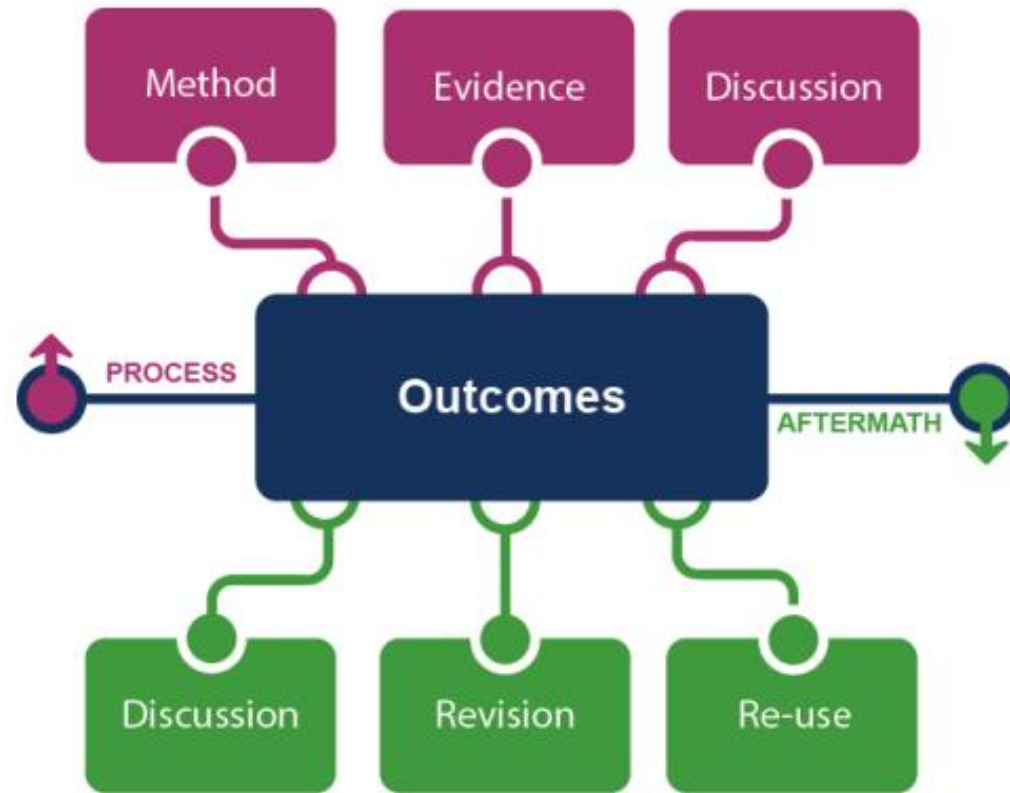 Method
Evidence
Discussion
PROCESS
Outcomes
AFTERMATH
Discussion
Revision
Re-use